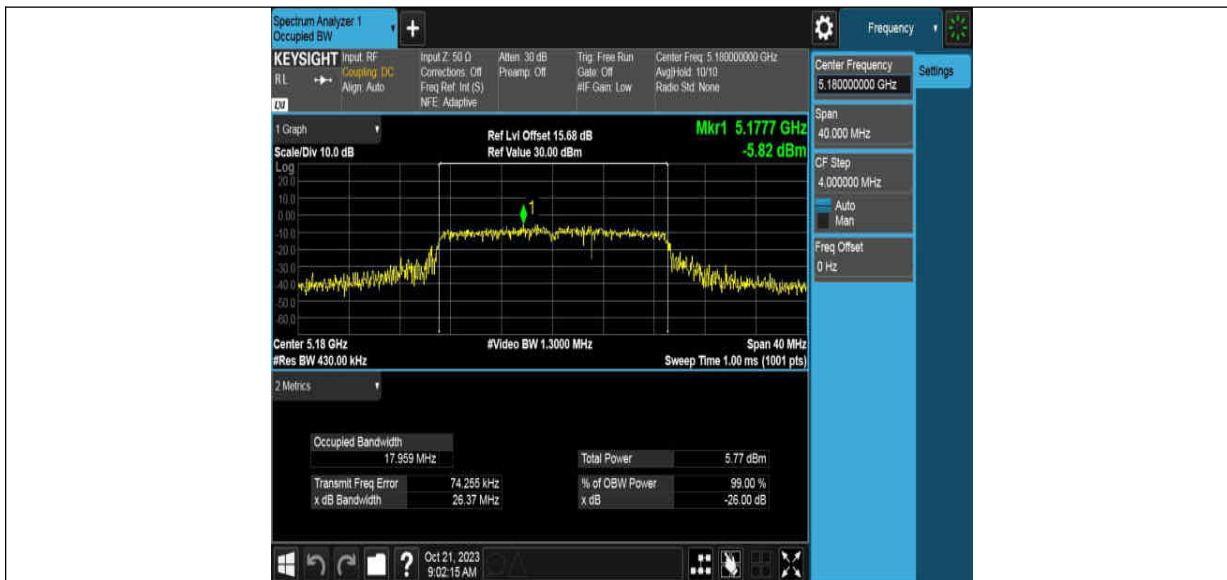 Spectrum Analyzer 1
Occupied BW
+
Frequency
KEYSIGHT
RL
LXI
Input: RF
Coupling: DC
Align: Auto
Input Z: 50 Ω
Corrections: Off
Freq Ref: Int (S)
NFE: Adaptive
Atten: 30 dB
Preamp: Off
Trig: Free Run
Gate: Off
#IF Gain: Low
Center Freq: 5.180000000 GHz
Avg|Hold: 10/10
Radio Std: None
Center Frequency
5.180000000 GHz
Settings
Span
40.000 MHz
CF Step
4.000000 MHz
Auto
Man
Freq Offset
0 Hz
1 Graph
Scale/Div 10.0 dB
Ref Lvl Offset 15.68 dB
Ref Value 30.00 dBm
Mkr1 5.1777 GHz
-5.82 dBm
Log
20.0
10.0
0.00
-10.0
-20.0
-30.0
-40.0
-50.0
-60.0
1
Center 5.18 GHz
#Video BW 1.3000 MHz
Span 40 MHz
#Res BW 430.00 kHz
Sweep Time 1.00 ms (1001 pts)
2 Metrics
Occupied Bandwidth
17.959 MHz
Total Power 5.77 dBm
Transmit Freq Error 74.255 kHz
% of OBW Power 99.00 %
x dB Bandwidth 26.37 MHz
x dB -26.00 dB
?
Oct 21, 2023
9:02:15 AM